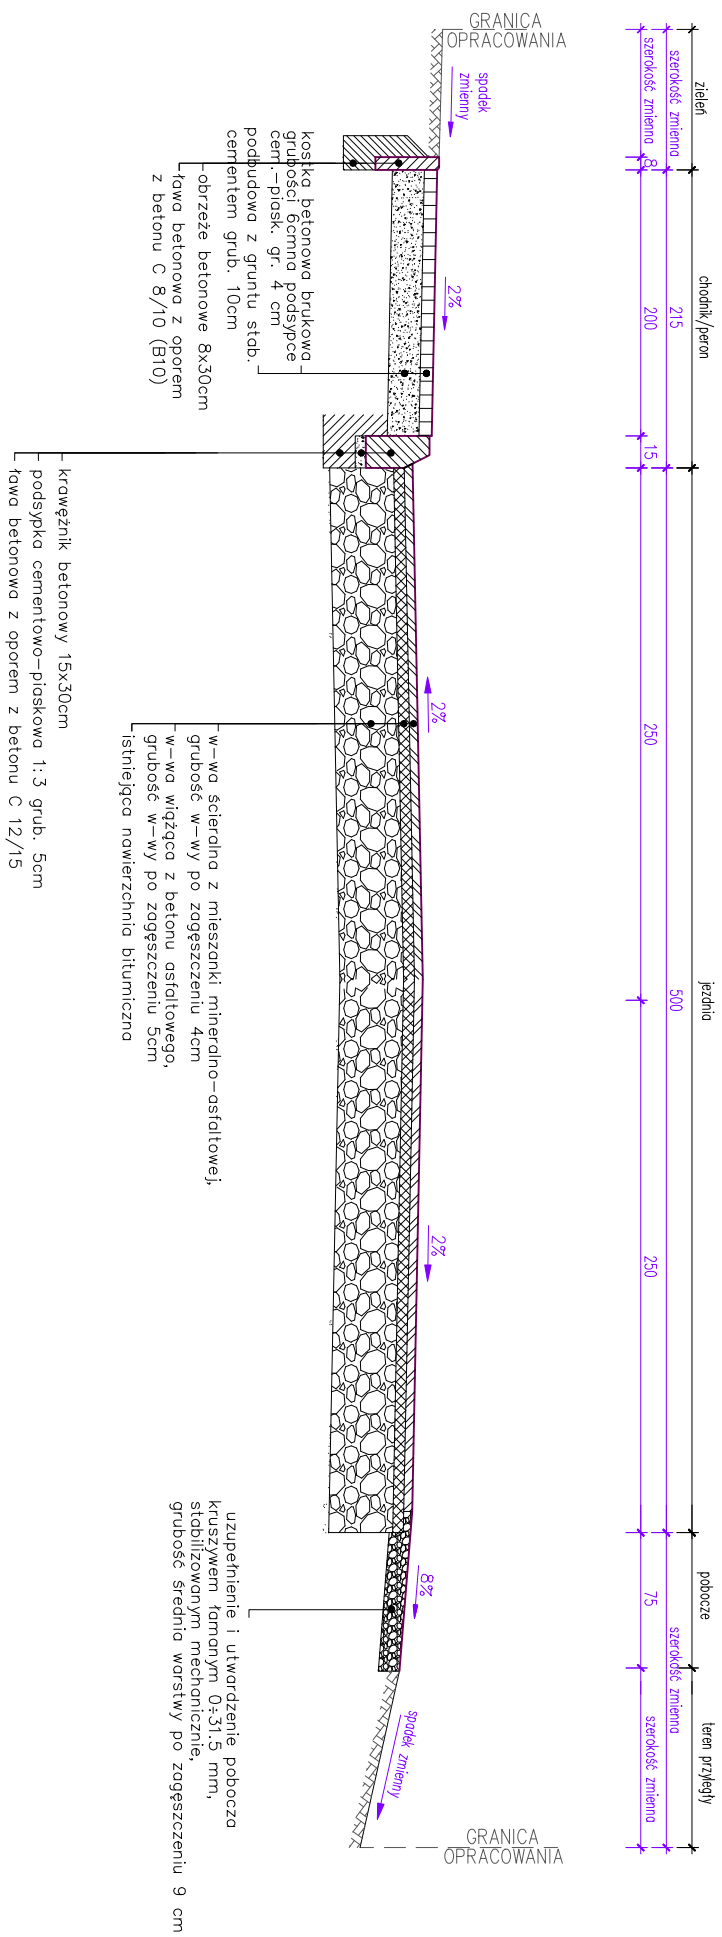 GRANICA
OPRACOWANIA
zieleń
chodnik/peron
jezdnia
pobocze
teren przyległy
szerokość zmienna
215
500
szerokość zmienna
szerokość zmienna
8
200
15
250
250
75
szerokość zmienna
spadek
zmienny
2%
2%
2%
8%
spadek zmienny
GRANICA
OPRACOWANIA
kostka betonowa brukowa
grubości 6cmna podsypce
cem.-piask. gr. 4 cm
podbudowa z gruntu stab.
cementem grub. 10cm
obrzeże betonowe 8x30cm
ława betonowa z oporem
z betonu C 8/10 (B10)
krawężnik betonowy 15x30cm
podsypka cementowo-piaskowa 1:3 grub. 5cm
ława betonowa z oporem z betonu C 12/15
w-wa ścieralna z mieszanki mineralno-asfaltowej,
grubość w-wy po zagęszczeniu 4cm
w-wa wiążąca z betonu asfaltowego,
grubość w-wy po zagęszczeniu 5cm
istniejąca nawierzchnia bitumiczna
uzupełnienie i utwardzenie pobocza
kruszywem łamanym 0÷31.5 mm,
stabilizowanym mechanicznie,
grubość średnia warstwy po zagęszczeniu 9 cm